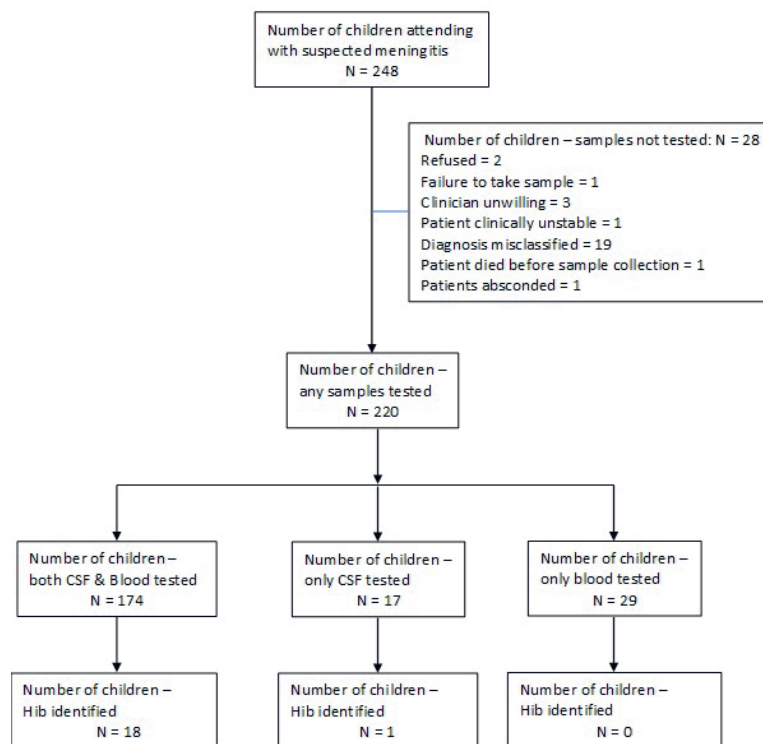 Number of children attending
with suspected meningitis
N = 248
Number of children – samples not tested: N = 28
Refused = 2
Failure to take sample = 1
Clinician unwilling = 3
Patient clinically unstable = 1
Diagnosis misclassified = 19
Patient died before sample collection = 1
Patients absconded = 1
Number of children –
any samples tested
N = 220
Number of children –
both CSF & Blood tested
N = 174
Number of children –
only CSF tested
N = 17
Number of children –
only blood tested
N = 29
Number of children –
Hib identified
N = 18
Number of children –
Hib identified
N = 1
Number of children -
Hib identified
N = 0